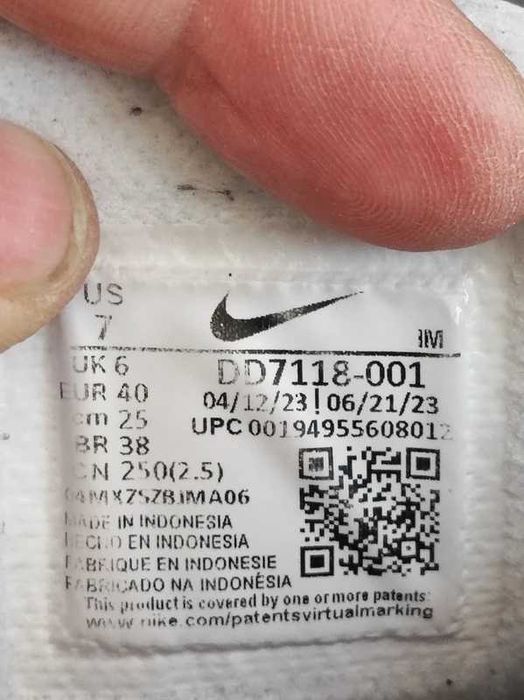 US
7
IM
UK 6
DD7118-001
EUR 40
04/12/23|06/21/23
cm 25
UPC 00194955608012
BR 38
CN 250(2.5)
MADE IN INDONESIA
HECHO EN INDONESIA
FABRIQUE EN INDONESIE
FABRICADO NA INDONÉSIA
This product is covered by one or more patents:
www.nike.com/patentsvirtualmarking